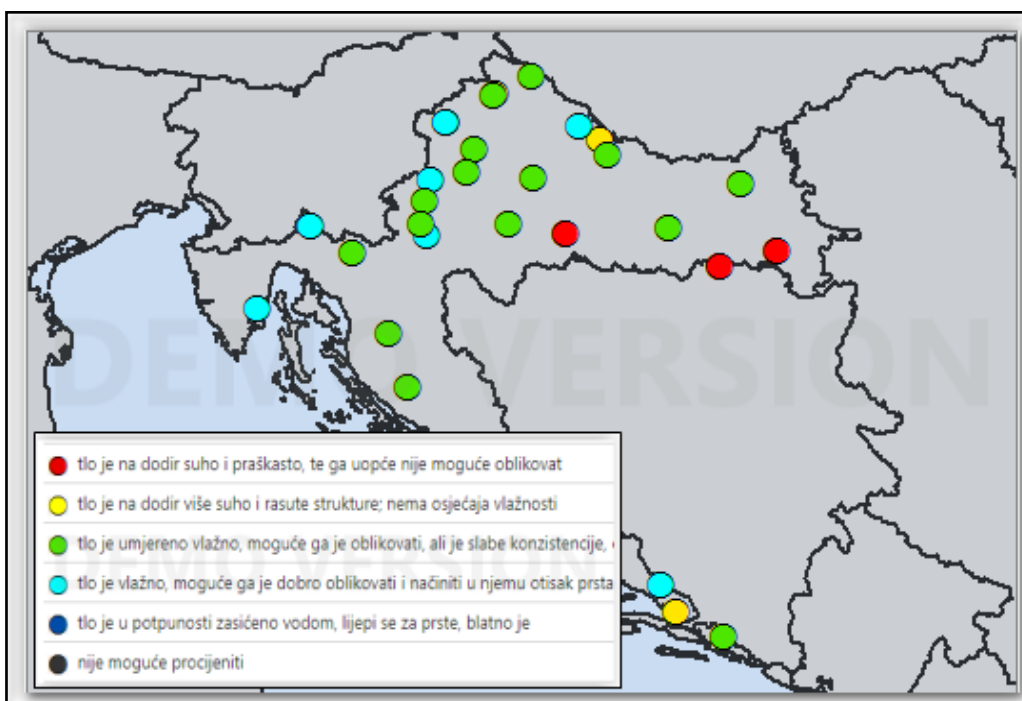 DEMO VERSION
tlo je na dodir suho i praškasto, te ga uopće nije moguće oblikovat
tlo je na dodir više suho i rasute strukture; nema osjećaja vlažnosti
tlo je umjereno vlažno, moguće ga je oblikovati, ali je slabe konzistencije,
tlo je vlažno, moguće ga je dobro oblikovati i načiniti u njemu otisak prsta
DEMO VERSION
tlo je u potpunosti zasićeno vodom, lijepi se za prste, blatno je
nije moguće procijeniti